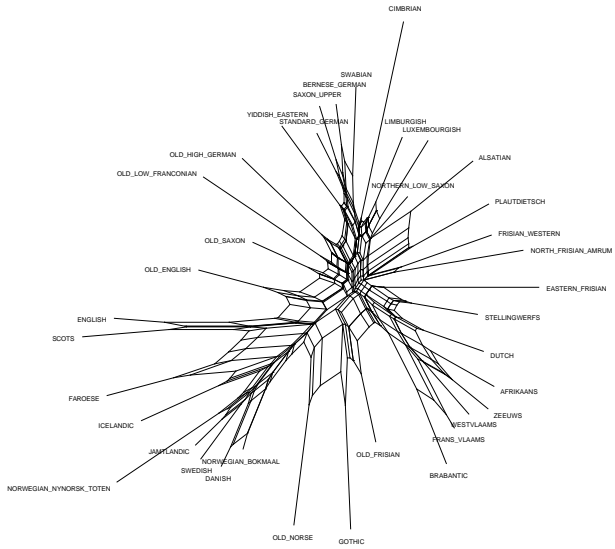 CIMBRIAN
SWABIAN
BERNESE_GERMAN
SAXON_UPPER
YIDDISH_EASTERN
STANDARD_GERMAN
LIMBURGISH
LUXEMBOURGISH
OLD_HIGH_GERMAN
ALSATIAN
OLD_LOW_FRANCONIAN
NORTHERN_LOW_SAXON
PLAUTDIETSCH
FRISIAN_WESTERN
OLD_SAXON
NORTH_FRISIAN_AMRUM
OLD_ENGLISH
EASTERN_FRISIAN
STELLINGWERFS
ENGLISH
SCOTS
DUTCH
AFRIKAANS
FAROESE
ZEEUWS
ICELANDIC
WESTVLAAMS
FRANS_VLAAMS
JAMTLANDIC
OLD_FRISIAN
NORWEGIAN_BOKMAAL
SWEDISH
BRABANTIC
DANISH
NORWEGIAN_NYNORSK_TOTEN
OLD_NORSE
GOTHIC